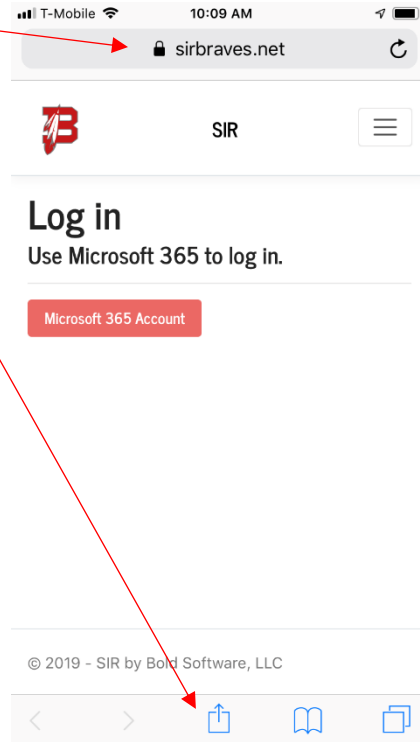 T-Mobile 10:09 AM
sirbraves.net
B SIR
Log in
Use Microsoft 365 to log in.
Microsoft 365 Account
© 2019 - SIR by Bold Software, LLC